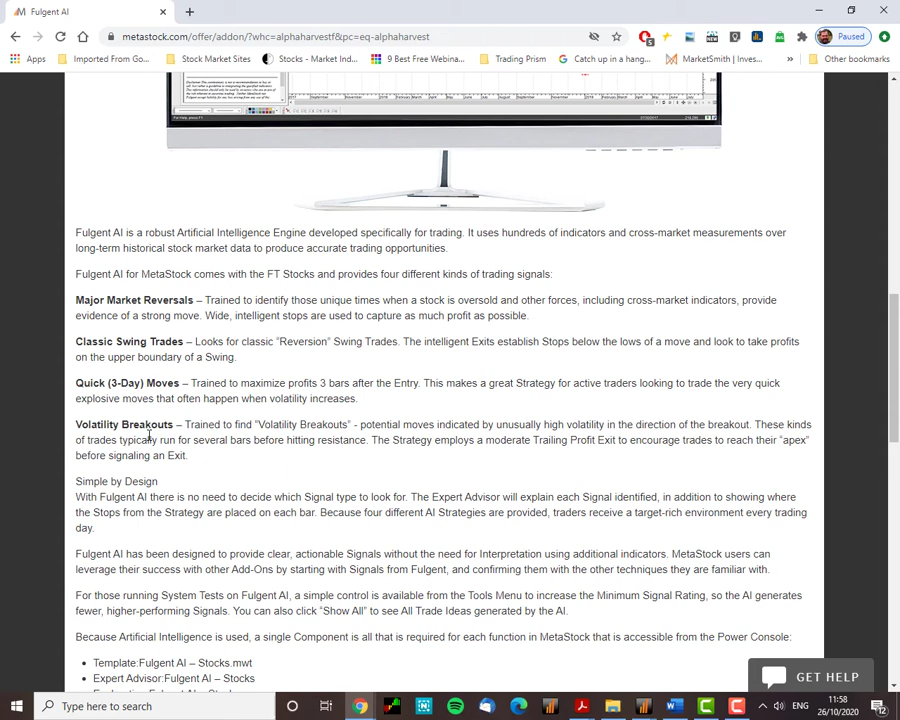 Fulgent AI
metastock.com/offer/addon/?whc=alphaharvestf&pc=eq-alphaharvest
5
NEW
Paused
Apps
Imported From Go...
Stock Market Sites
Stocks - Market Ind...
9 Best Free Webina...
Trading Prism
Catch up in a hang...
MarketSmith | Inves...
»
Other bookmarks
Fulgent AI is a robust Artificial Intelligence Engine developed specifically for trading. It uses hundreds of indicators and cross-market measurements over
long-term historical stock market data to produce accurate trading opportunities.
Fulgent AI for MetaStock comes with the FT Stocks and provides four different kinds of trading signals:
Major Market Reversals – Trained to identify those unique times when a stock is oversold and other forces, including cross-market indicators, provide
evidence of a strong move. Wide, intelligent stops are used to capture as much profit as possible.
Classic Swing Trades – Looks for classic “Reversion” Swing Trades. The intelligent Exits establish Stops below the lows of a move and look to take profits
on the upper boundary of a Swing.
Quick (3-Day) Moves – Trained to maximize profits 3 bars after the Entry. This makes a great Strategy for active traders looking to trade the very quick
explosive moves that often happen when volatility increases.
Volatility Breakouts – Trained to find “Volatility Breakouts” - potential moves indicated by unusually high volatility in the direction of the breakout. These kinds
of trades typically run for several bars before hitting resistance. The Strategy employs a moderate Trailing Profit Exit to encourage trades to reach their “apex”
before signaling an Exit.
Simple by Design
With Fulgent AI there is no need to decide which Signal type to look for. The Expert Advisor will explain each Signal identified, in addition to showing where
the Stops from the Strategy are placed on each bar. Because four different AI Strategies are provided, traders receive a target-rich environment every trading
day.
Fulgent AI has been designed to provide clear, actionable Signals without the need for Interpretation using additional indicators. MetaStock users can
leverage their success with other Add-Ons by starting with Signals from Fulgent, and confirming them with the other techniques they are familiar with.
For those running System Tests on Fulgent AI, a simple control is available from the Tools Menu to increase the Minimum Signal Rating, so the AI generates
fewer, higher-performing Signals. You can also click “Show All” to see All Trade Ideas generated by the AI.
Because Artificial Intelligence is used, a single Component is all that is required for each function in MetaStock that is accessible from the Power Console:
Template:Fulgent AI – Stocks.mwt
Expert Advisor:Fulgent AI – Stocks
GET HELP
Type here to search
ENG
11:58
26/10/2020
12